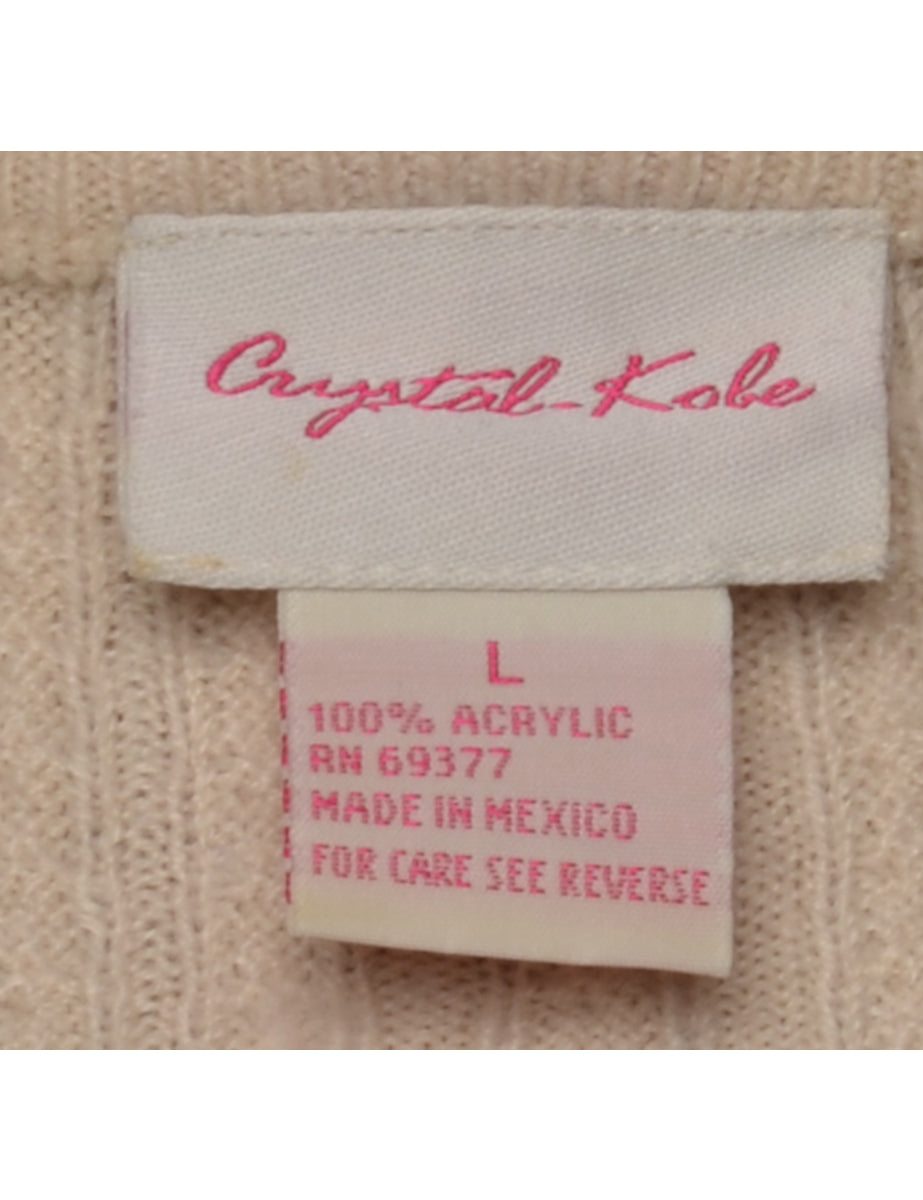 Crystal-Kobe
L
100% ACRYLIC
RN 69377
MADE IN MEXICO
FOR CARE SEE REVERSE